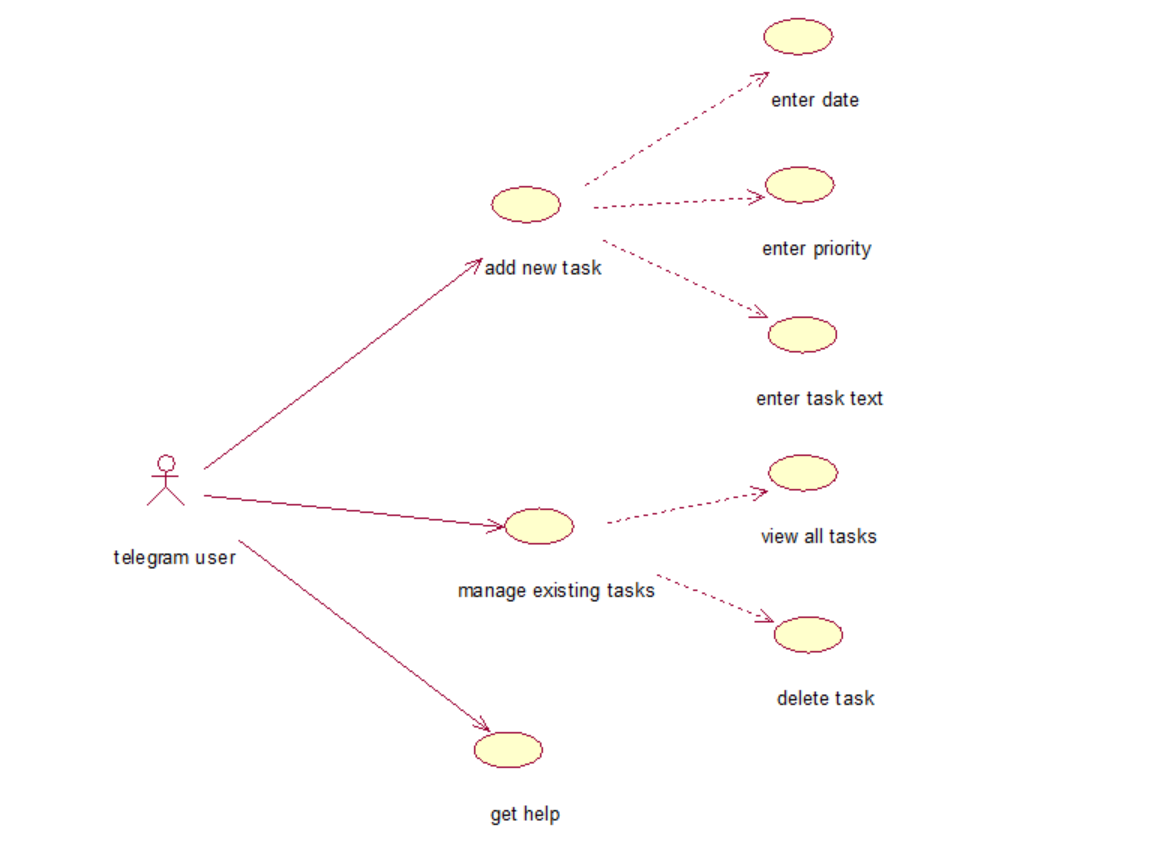 enter date
enter priority
add new task
enter task text
view all tasks
telegram user
manage existing tasks
delete task
get help